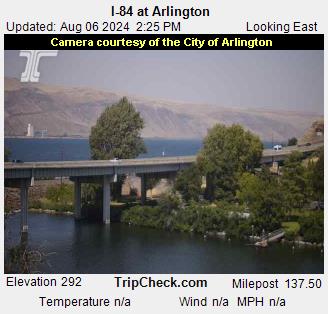 I-84 at Arlington
Updated: Aug 06 2024 2:25 PM Looking East
Camera courtesy of the City of Arlington
Elevation 292 TripCheck.com Milepost 137.50
Temperature n/a Wind n/a MPH n/a